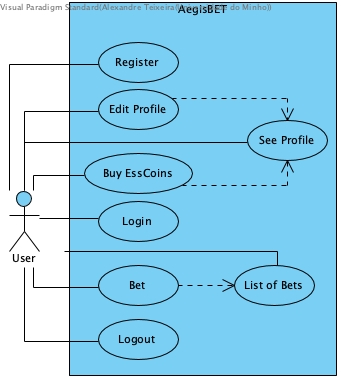 Visual Paradigm Standard(Alexandre Teixeira do Minho))
AegisBET
Register
Edit Profile
See Profile
Buy EssCoins
Login
User
Bet
List of Bets
Logout